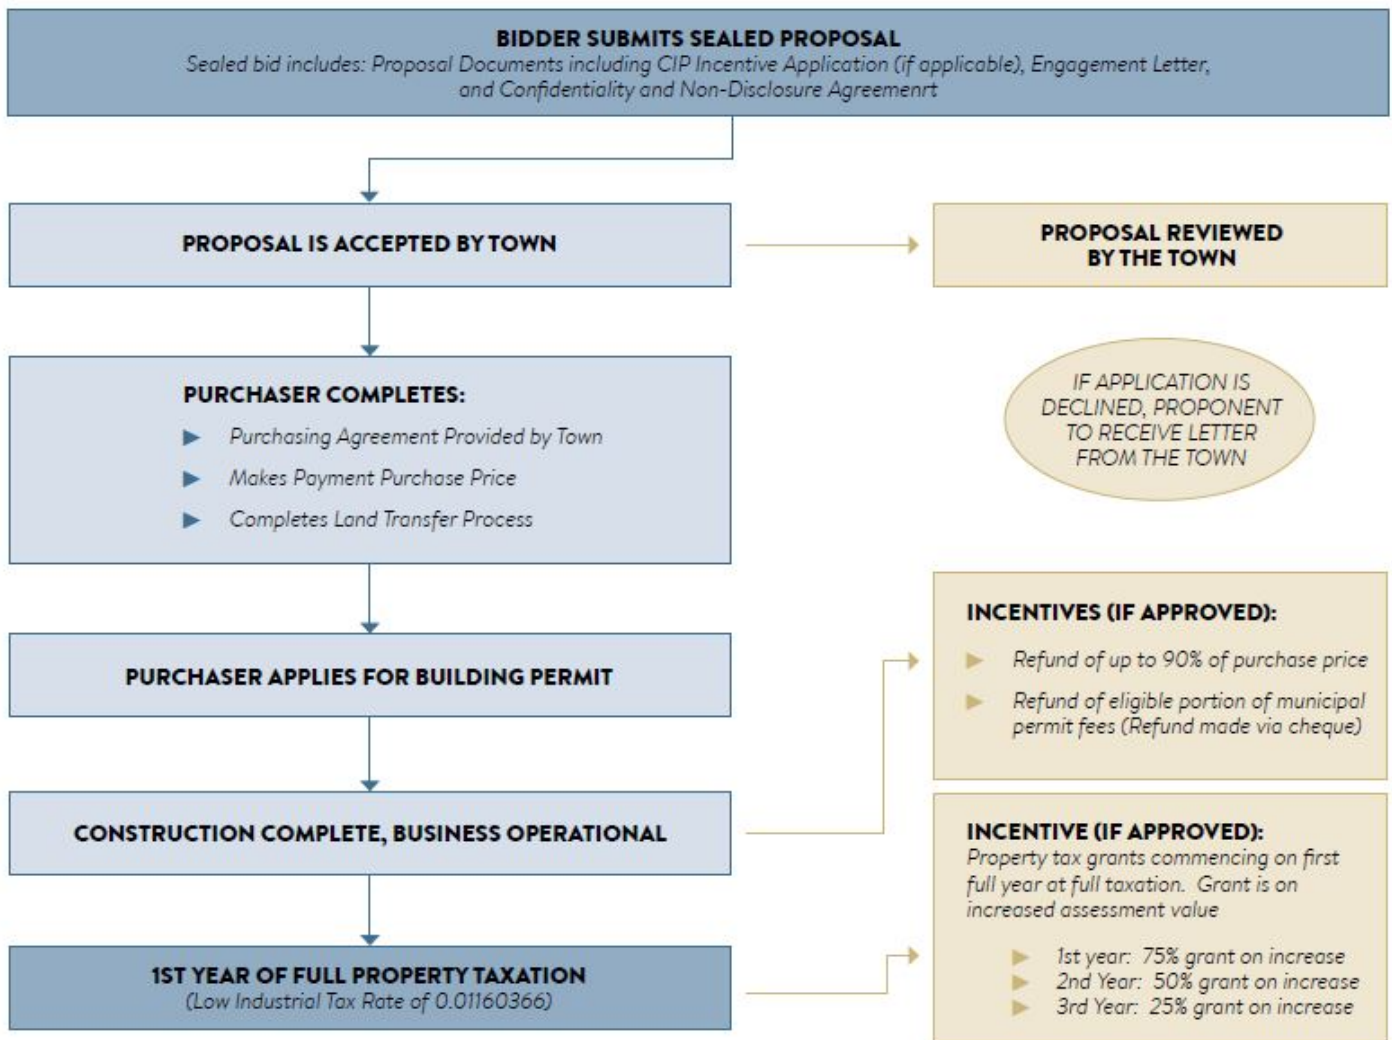 BIDDER SUBMITS SEALED PROPOSAL
Sealed bid includes: Proposal Documents including CIP Incentive Application (if applicable), Engagement Letter,
and Confidentiality and Non-Disclosure Agreemenrt
PROPOSAL IS ACCEPTED BY TOWN
PROPOSAL REVIEWED
BY THE TOWN
PURCHASER COMPLETES:
Purchasing Agreement Provided by Town
Makes Payment Purchase Price
Completes Land Transfer Process
IF APPLICATION IS
DECLINED, PROPONENT
TO RECEIVE LETTER
FROM THE TOWN
PURCHASER APPLIES FOR BUILDING PERMIT
INCENTIVES (IF APPROVED):
Refund of up to 90% of purchase price
Refund of eligible portion of municipal
permit fees (Refund made via cheque)
CONSTRUCTION COMPLETE, BUSINESS OPERATIONAL
INCENTIVE (IF APPROVED):
Property tax grants commencing on first
full year at full taxation. Grant is on
increased assessment value
1st year: 75% grant on increase
2nd Year: 50% grant on increase
3rd Year: 25% grant on increase
1ST YEAR OF FULL PROPERTY TAXATION
(Low Industrial Tax Rate of 0.01160366)